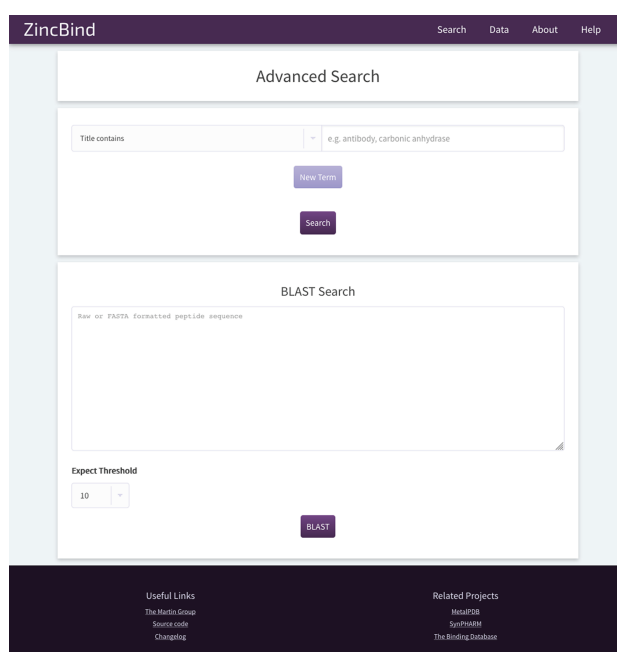 ZincBind
Search Data About Help
Advanced Search
Title contains
e.g. antibody, carbonic anhydrase
New Term
Search
BLAST Search
Raw or FASTA formatted peptide sequence
Expect Threshold
10
BLAST
Useful Links
The Martin Group
Source code
Changelog
Related Projects
MetalPDB
SynPHARM
The Binding Database